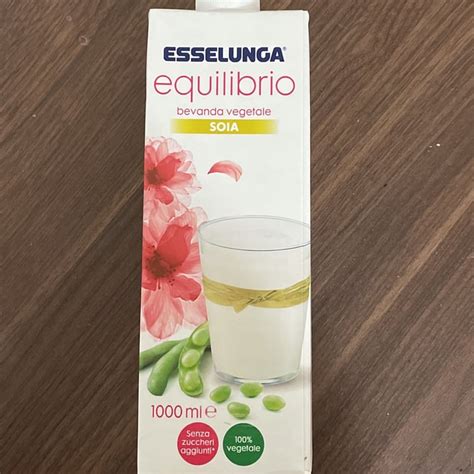 ESSELUNGA®
equilibrio
bevanda vegetale
SOIA
1000 ml ℮
Senza
zuccheri
aggiunti*
100%
vegetale